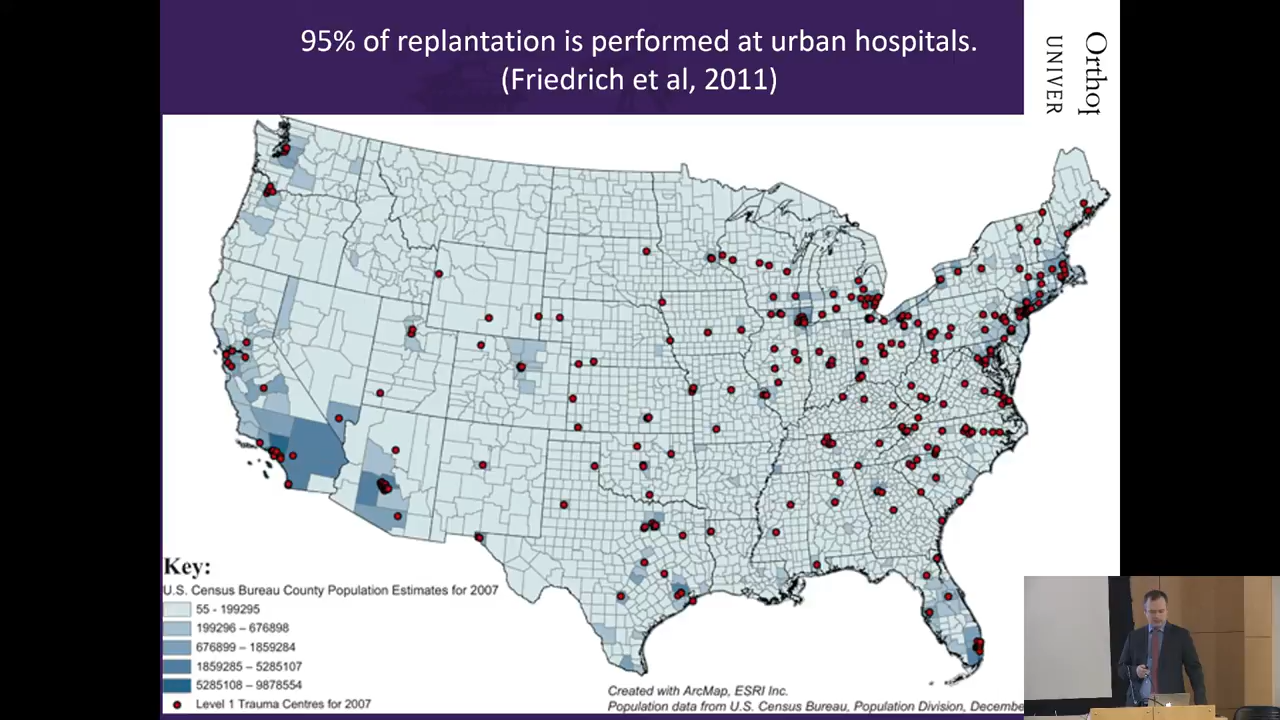 95% of replantation is performed at urban hospitals.
(Friedrich et al, 2011)
Orthop
UNIVER
Key:
U.S. Census Bureau County Population Estimates for 2007
55 - 199295
199296 – 676898
676899 – 1859284
1859285 – 5285107
5285108 – 9878554
Level 1 Trauma Centres for 2007
Created with ArcMap, ESRI Inc.
Population data from U.S. Census Bureau, Population Division, Decembe